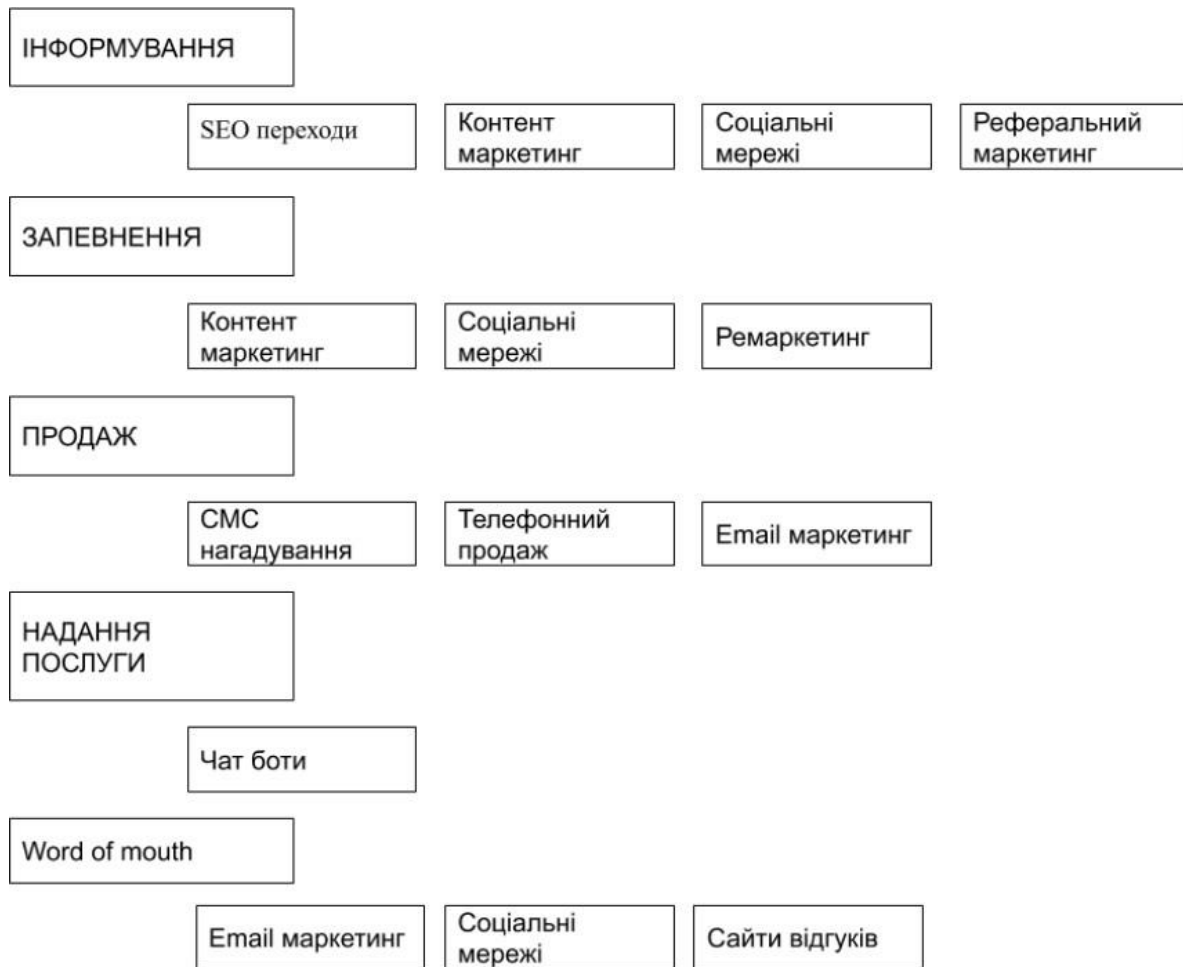 ІНФОРМУВАННЯ
SEO переходи
Контент
маркетинг
Соціальні
мережі
Реферальний
маркетинг
ЗАПЕВНЕННЯ
Контент
маркетинг
Соціальні
мережі
Ремаркетинг
ПРОДАЖ
СМС
нагадування
Телефонний
продаж
Email маркетинг
НАДАННЯ
ПОСЛУГИ
Чат боти
Word of mouth
Email маркетинг
Соціальні
мережі
Сайти відгуків